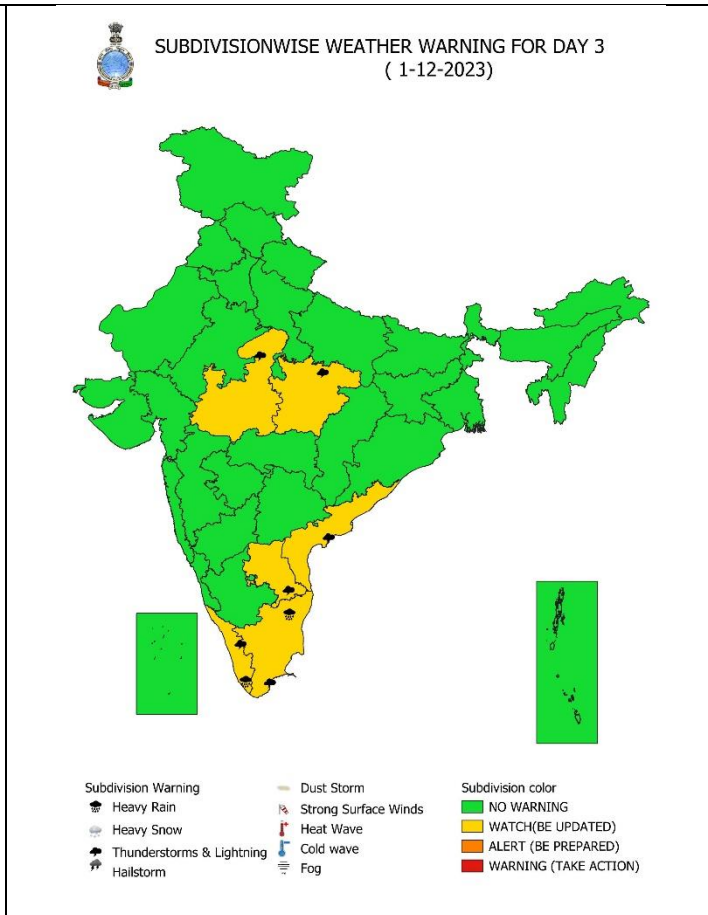 SUBDIVISIONWISE WEATHER WARNING FOR DAY 3
( 1-12-2023)
Subdivision Warning
Heavy Rain
Heavy Snow
Thunderstorms & Lightning
Hailstorm
Dust Storm
Strong Surface Winds
Heat Wave
Cold wave
Fog
Subdivision color
NO WARNING
WATCH(BE UPDATED)
ALERT (BE PREPARED)
WARNING (TAKE ACTION)